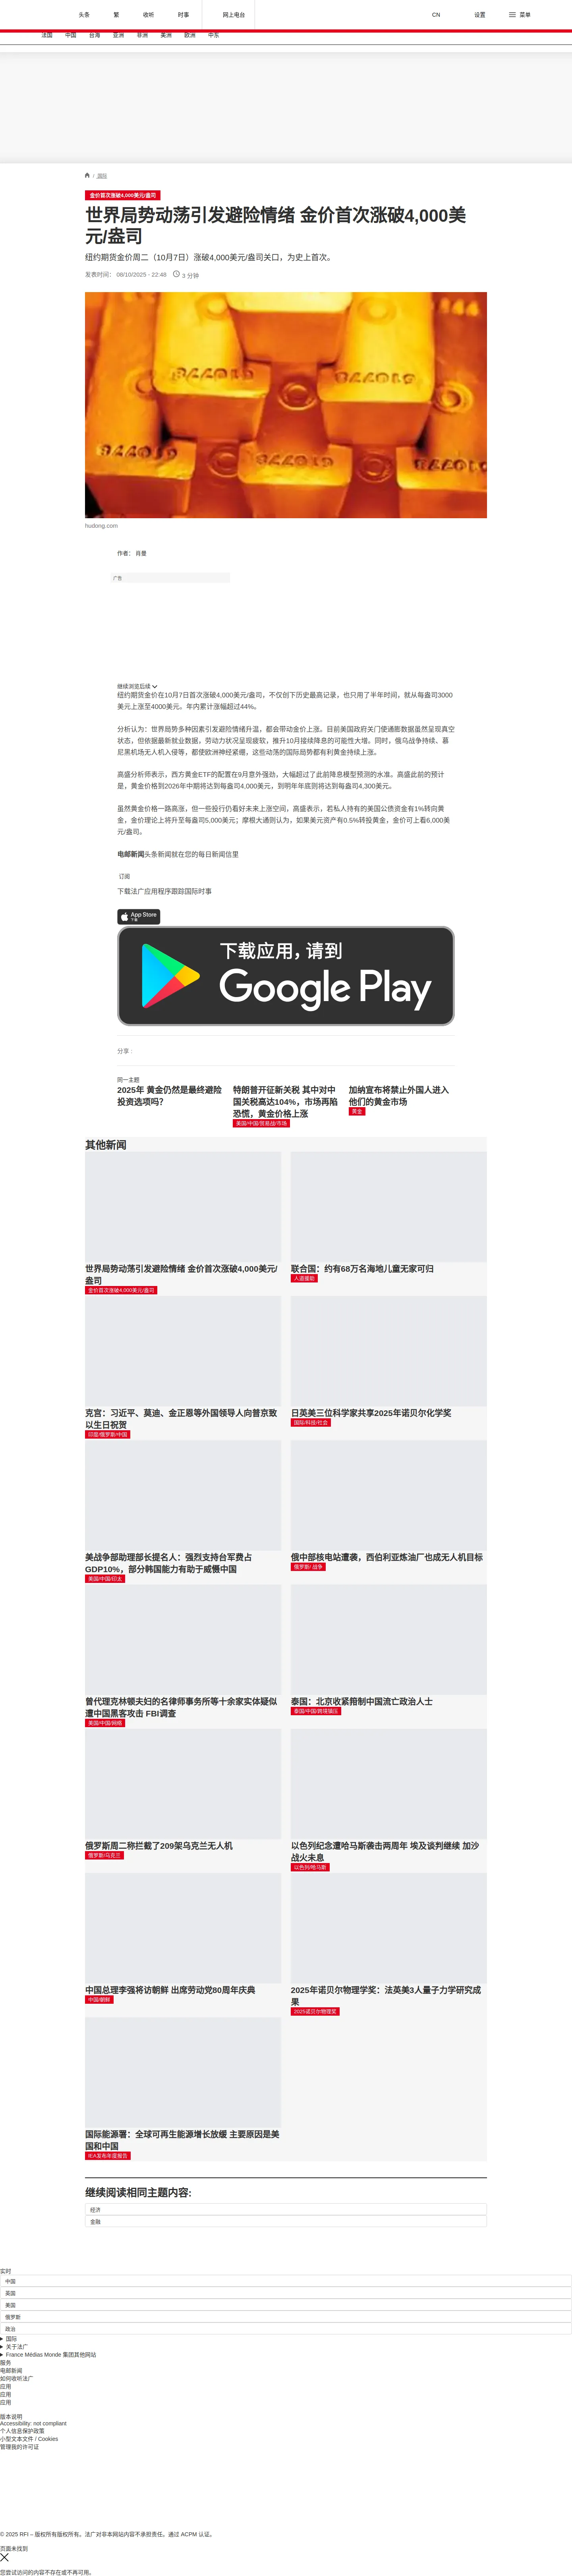 头条
繁
收听
时事
网上电台
CN
设置
菜单
法国
中国
台海
亚洲
非洲
美洲
欧洲
中东
/ 国际
金价首次涨破4,000美元/盎司
世界局势动荡引发避险情绪 金价首次涨破4,000美
元/盎司
纽约期货金价周二（10月7日）涨破4,000美元/盎司关口，为史上首次。
发表时间： 08/10/2025 - 22:46
3 分钟
hudong.com
作者： 肖曼
广告
继续浏览后续
纽约期货金价在10月7日首次涨破4,000美元/盎司，不仅创下历史最高记录，也只用了半年时间，就从每盎司3000
美元上涨至4000美元。年内累计涨幅超过44%。
分析认为：世界局势多种因素引发避险情绪升温，都会带动金价上涨。目前美国政府关门使通膨数据虽然呈现真空
状态，但依据最新就业数据，劳动力状况呈现疲软，推升10月接续降息的可能性大增。同时，俄乌战争持续、慕
尼黑机场无人机入侵等，都使欧洲神经紧绷，这些动荡的国际局势都有利黄金持续上涨。
高盛分析师表示，西方黄金ETF的配置在9月意外强劲，大幅超过了此前降息模型预测的水准。高盛此前的预计
是，黄金价格到2026年中期将达到每盎司4,000美元，到明年年底则将达到每盎司4,300美元。
虽然黄金价格一路高涨，但一些投行仍看好未来上涨空间，高盛表示，若私人持有的美国公债资金有1%转向黄
金，金价理论上将升至每盎司5,000美元；摩根大通则认为，如果美元资产有0.5%转投黄金，金价可上看6,000美
元/盎司。
电邮新闻头条新闻就在您的每日新闻信里
订阅
下载法广应用程序跟踪国际时事
App Store
下载
下载应用，请到
Google Play
分享 :
同一主题
2025年 黄金仍然是最终避险
投资选项吗？
特朗普开征新关税 其中对中
国关税高达104%，市场再陷
恐慌，黄金价格上涨
美国/中国/贸易战/市场
加纳宣布将禁止外国人进入
他们的黄金市场
黄金
其他新闻
世界局势动荡引发避险情绪 金价首次涨破4,000美元/
盎司
金价首次涨破4,000美元/盎司
联合国：约有68万名海地儿童无家可归
人道援助
克宫：习近平、莫迪、金正恩等外国领导人向普京致
以生日祝贺
印度/俄罗斯/中国
日英美三位科学家共享2025年诺贝尔化学奖
国际/科技/社会
美战争部助理部长提名人：强烈支持台军费占
GDP10%，部分韩国能力有助于威慑中国
美国/中国/印太
俄中部核电站遭袭，西伯利亚炼油厂也成无人机目标
俄罗斯/ 战争
曾代理克林顿夫妇的名律师事务所等十余家实体疑似
遭中国黑客攻击 FBI调查
美国/中国/网络
泰国：北京收紧箝制中国流亡政治人士
泰国/中国/跨境镇压
俄罗斯周二称拦截了209架乌克兰无人机
俄罗斯/乌克兰
以色列纪念遭哈马斯袭击两周年 埃及谈判继续 加沙
战火未息
以色列/哈马斯
中国总理李强将访朝鲜 出席劳动党80周年庆典
中国/朝鲜
2025年诺贝尔物理学奖：法英美3人量子力学研究成
果
2025诺贝尔物理奖
国际能源署：全球可再生能源增长放缓 主要原因是美
国和中国
IEA发布年度报告
继续阅读相同主题内容:
经济
金融
实时
中国
英国
美国
俄罗斯
政治
国际
关于法广
France Médias Monde 集团其他网站
服务
电邮新闻
如何收听法广
应用
应用
应用
版本说明
Accessibility: not compliant
个人信息保护政策
小型文本文件 / Cookies
管理我的许可证
© 2025 RFI – 版权所有版权所有。法广对非本网站内容不承担责任。通过 ACPM 认证。
页面未找到
您尝试访问的内容不存在或不再可用。